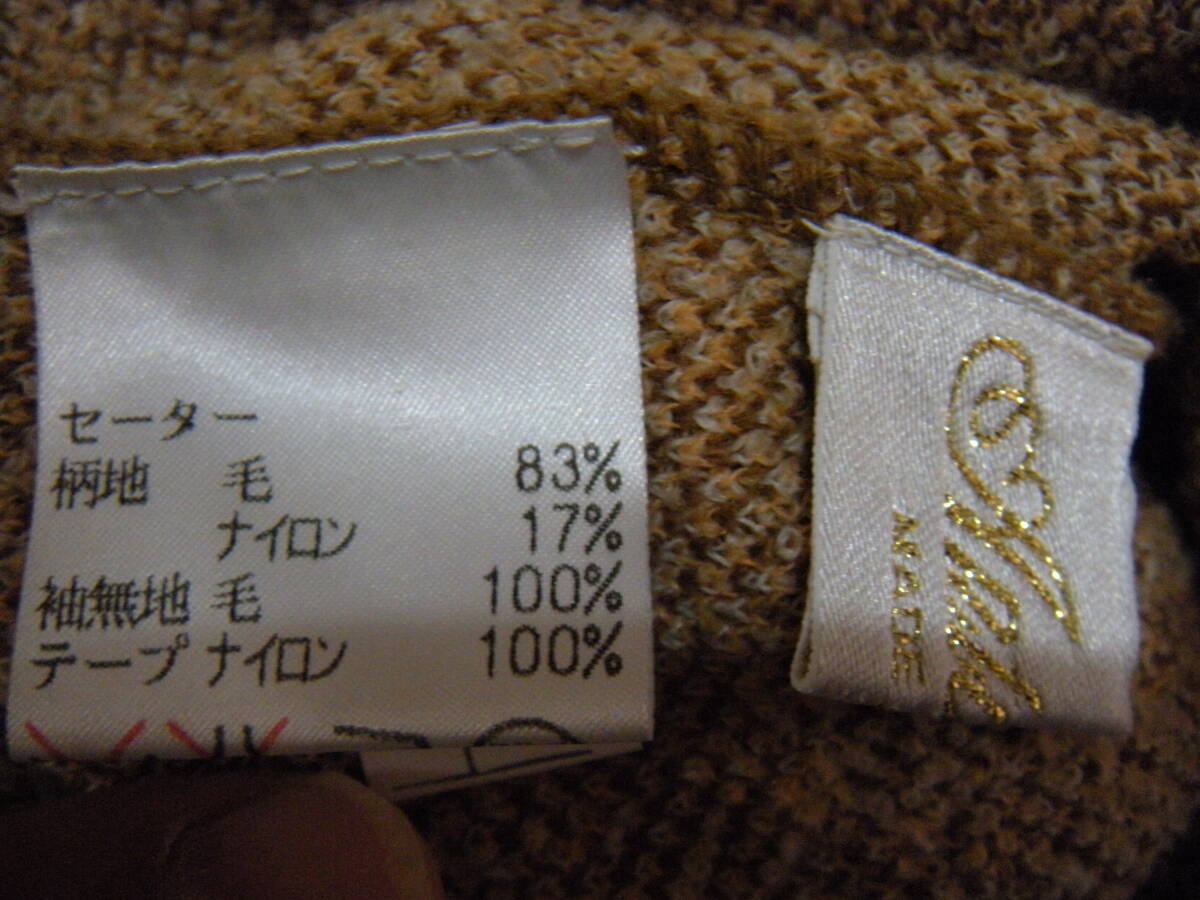 セーター
柄地 毛 83%
ナイロン 17%
袖無地 毛 100%
テープ ナイロン 100%
MADE